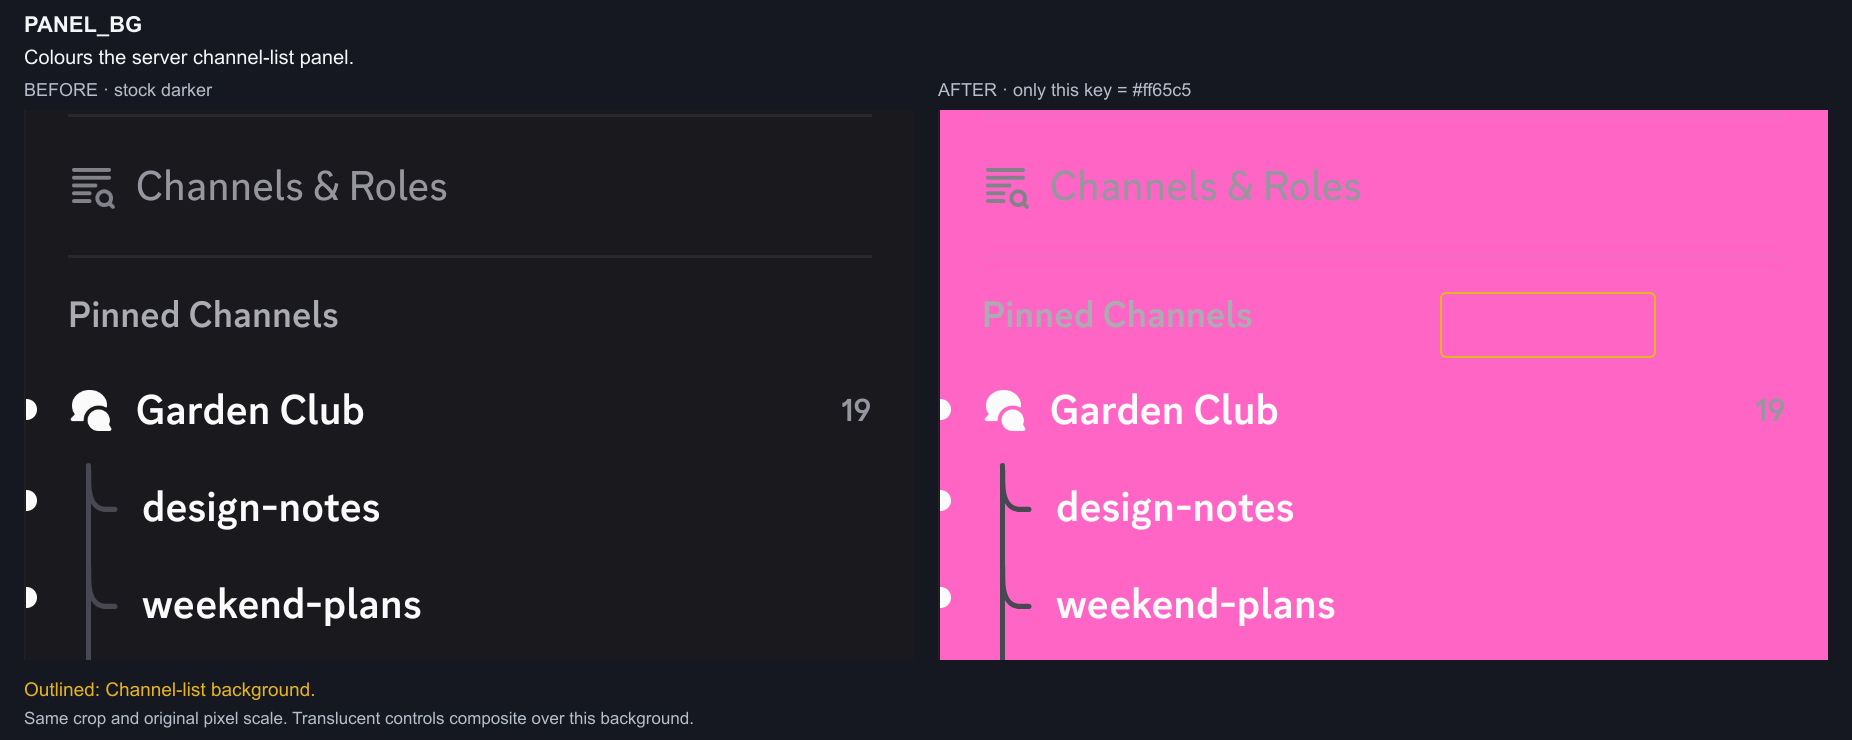 PANEL_BG
Colours the server channel-list panel.
BEFORE · stock darker
AFTER · only this key = #ff65c5
Channels & Roles
Pinned Channels
Garden Club 19
design-notes
weekend-plans
Channels & Roles
Pinned Channels
Garden Club 19
design-notes
weekend-plans
Outlined: Channel-list background.
Same crop and original pixel scale. Translucent controls composite over this background.